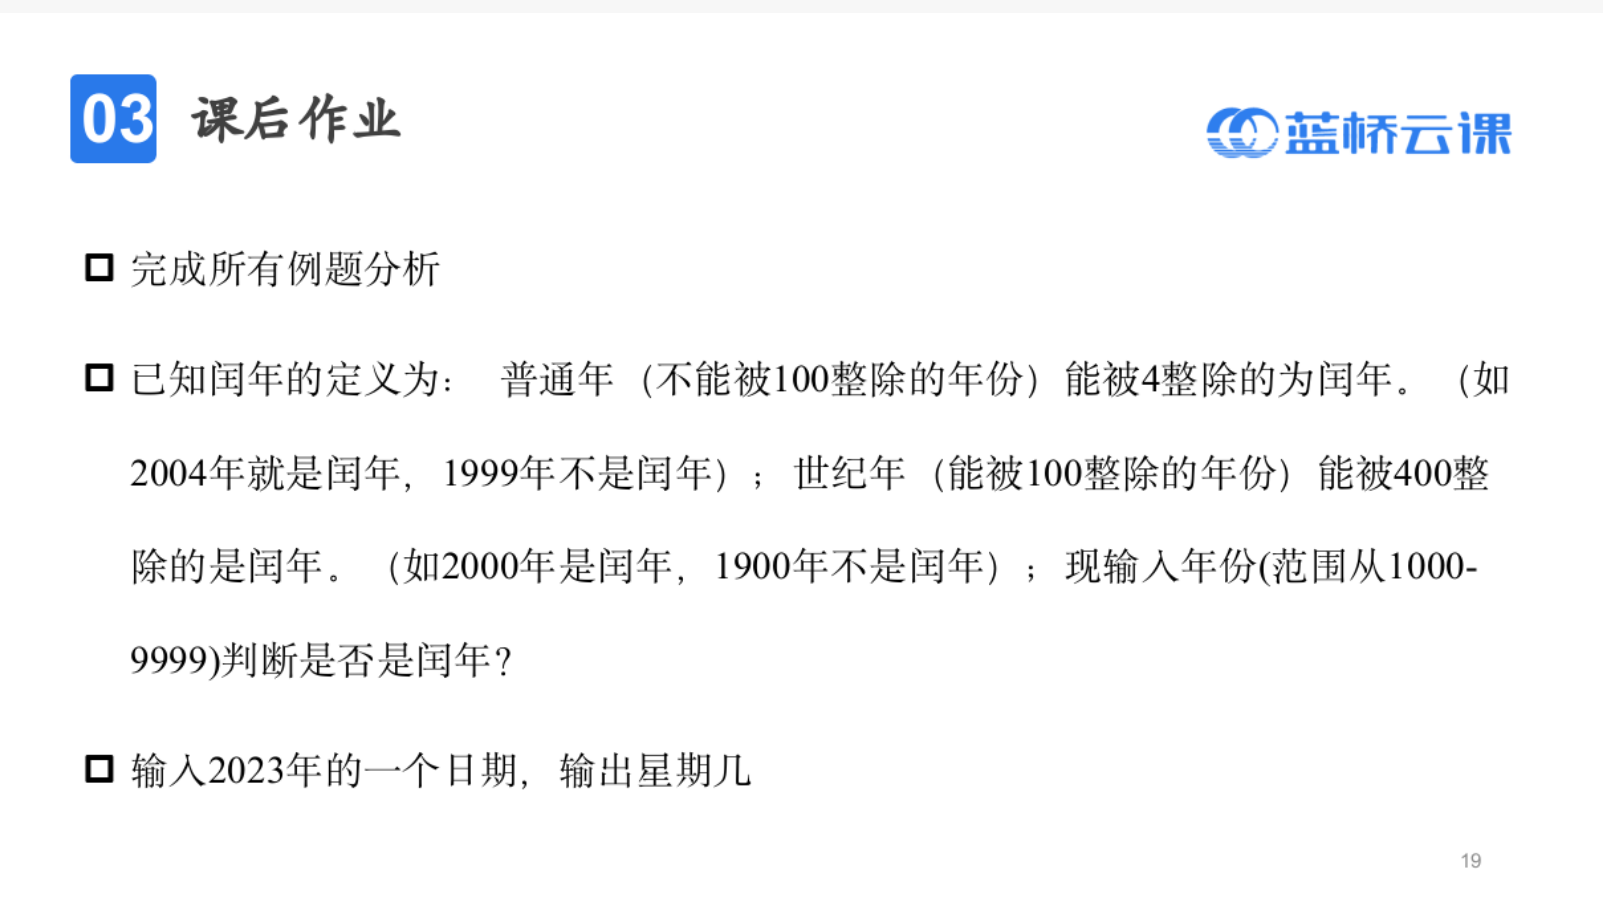 03 课后作业
蓝桥云课
完成所有例题分析
已知闰年的定义为： 普通年（不能被100整除的年份）能被4整除的为闰年。（如
2004年就是闰年，1999年不是闰年）；世纪年（能被100整除的年份）能被400整
除的是闰年。（如2000年是闰年，1900年不是闰年）；现输入年份(范围从1000-
9999)判断是否是闰年？
输入2023年的一个日期，输出星期几
19